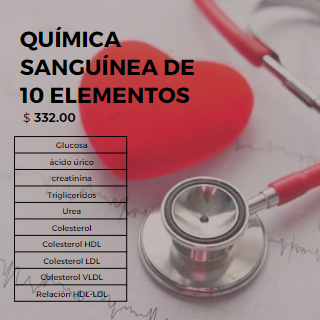 QUÍMICA
SANGUÍNEA DE
10 ELEMENTOS
$ 332.00
Glucosa
ácido úrico
creatinina
Trigliceridos
Urea
Colesterol
Colesterol HDL
Colesterol LDL
Colesterol VLDL
Relación HDL-LDL